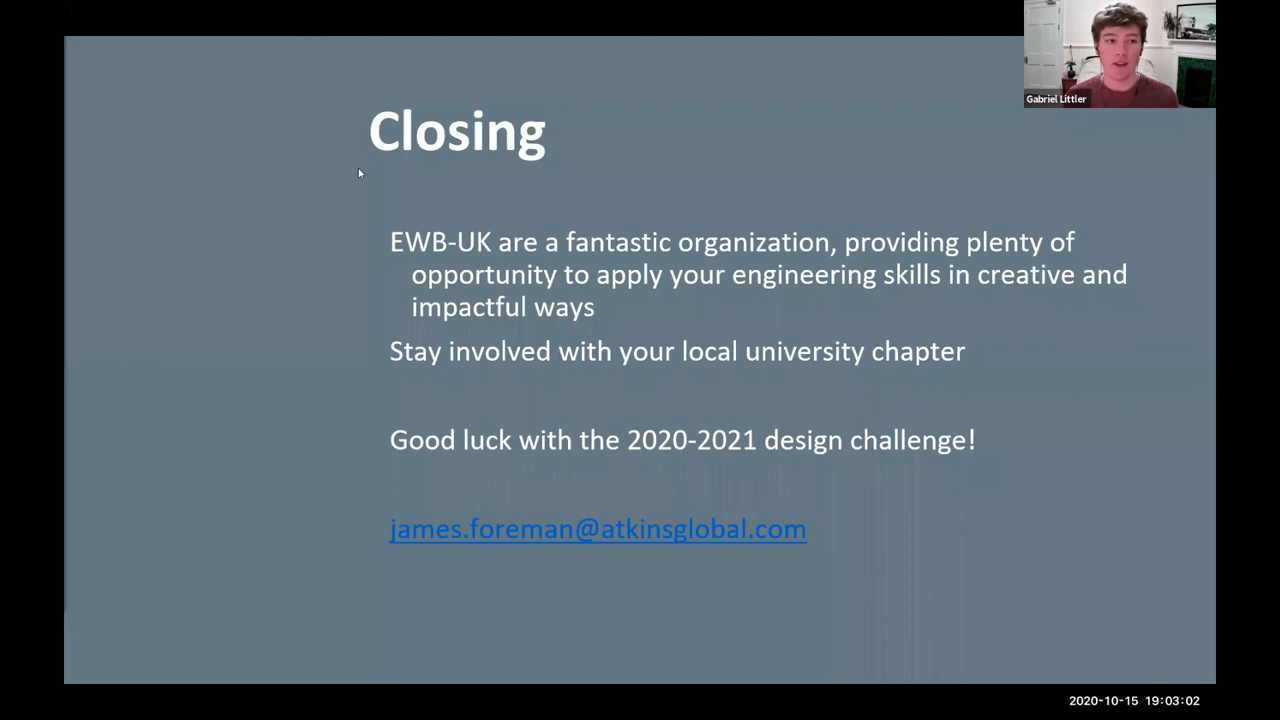 Gabriel Littler
Closing
EWB-UK are a fantastic organization, providing plenty of
opportunity to apply your engineering skills in creative and
impactful ways
Stay involved with your local university chapter
Good luck with the 2020-2021 design challenge!
james.foreman@atkinsglobal.com
2020-10-15 19:03:02